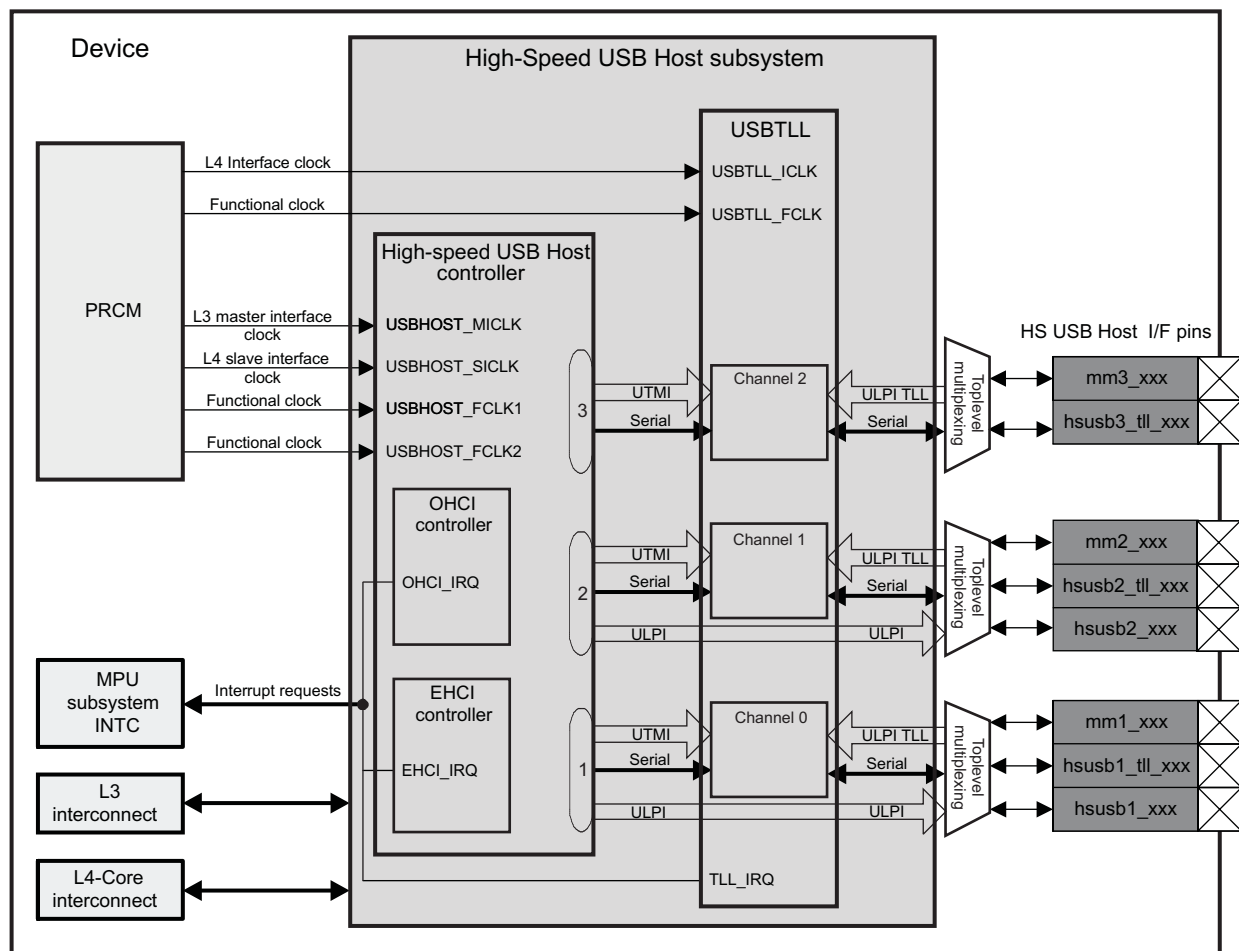 Device
High-Speed USB Host subsystem
USBTLL
L4 Interface clock
USBTLL_ICLK
Functional clock
USBTLL_FCLK
PRCM
High-speed USB Host
controller
L3 master interface
clock
USBHOST_MICLK
L4 slave interface
clock
USBHOST_SICLK
Functional clock
USBHOST_FCLK1
Functional clock
USBHOST_FCLK2
3
UTMI
Serial
Channel 2
ULPI TLL
Serial
Toplevel
multiplexing
HS USB Host I/F pins
mm3_xxx
hsusb3_tll_xxx
OHCI
controller
OHCI_IRQ
2
UTMI
Serial
ULPI
Channel 1
ULPI TLL
Serial
ULPI
Toplevel
multiplexing
mm2_xxx
hsusb2_tll_xxx
hsusb2_xxx
MPU
subsystem
INTC
Interrupt requests
EHCI
controller
EHCI_IRQ
1
UTMI
Serial
ULPI
Channel 0
ULPI TLL
Serial
ULPI
Toplevel
multiplexing
mm1_xxx
hsusb1_tll_xxx
hsusb1_xxx
L3
interconnect
L4-Core
interconnect
TLL_IRQ